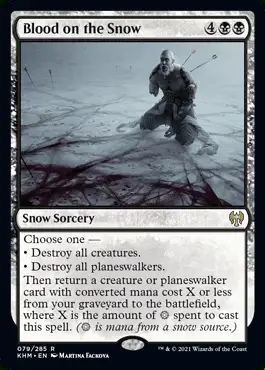 Blood on the Snow 4
Snow Sorcery
Choose one —
• Destroy all creatures.
• Destroy all planeswalkers.
Then return a creature or planeswalker
card with converted mana cost X or less
from your graveyard to the battlefield,
where X is the amount of spent to cast
this spell. ( is mana from a snow source.)
079/285 R
KHM • EN MARTINA FAČKOVÁ
™ & © 2021 Wizards of the Coast